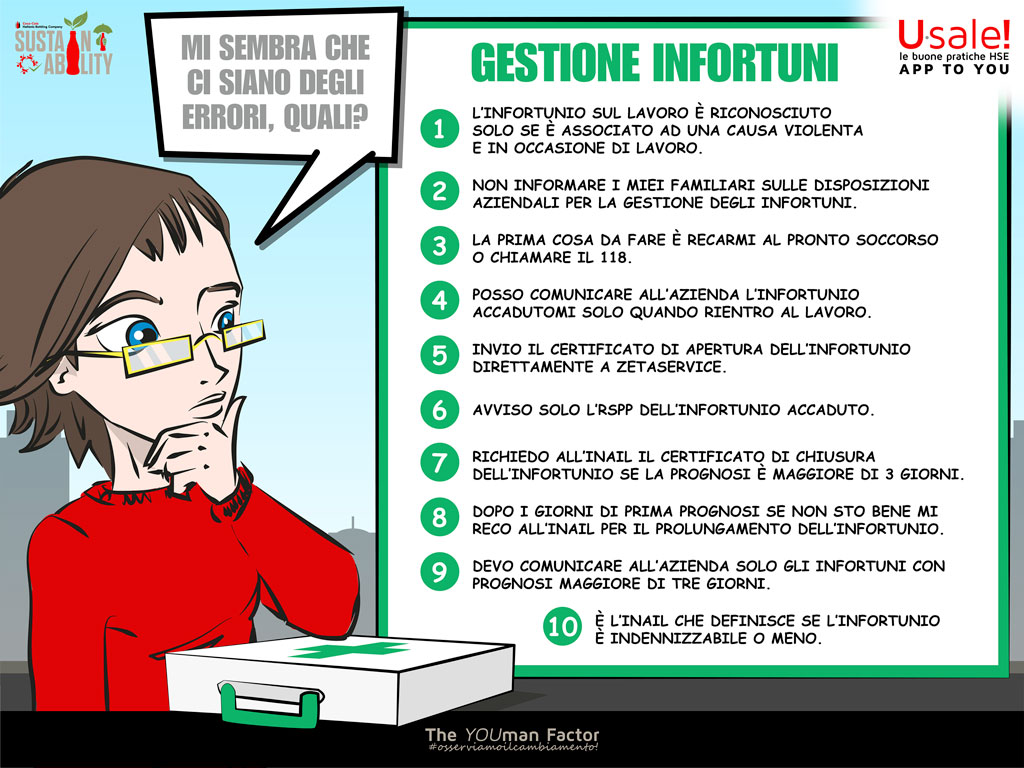 Coca-Cola
Hellenic Bottling Company
SUSTAIN
ABILITY
MI SEMBRA CHE
CI SIANO DEGLI
ERRORI, QUALI?
GESTIONE INFORTUNI
U·sale!
le buone pratiche HSE
APP TO YOU
1 L'INFORTUNIO SUL LAVORO È RICONOSCIUTO
SOLO SE È ASSOCIATO AD UNA CAUSA VIOLENTA
E IN OCCASIONE DI LAVORO.
2 NON INFORMARE I MIEI FAMILIARI SULLE DISPOSIZIONI
AZIENDALI PER LA GESTIONE DEGLI INFORTUNI.
3 LA PRIMA COSA DA FARE È RECARMI AL PRONTO SOCCORSO
O CHIAMARE IL 118.
4 POSSO COMUNICARE ALL'AZIENDA L'INFORTUNIO
ACCADUTOMI SOLO QUANDO RIENTRO AL LAVORO.
5 INVIO IL CERTIFICATO DI APERTURA DELL'INFORTUNIO
DIRETTAMENTE A ZETASERVICE.
6 AVVISO SOLO L'RSPP DELL'INFORTUNIO ACCADUTO.
7 RICHIEDO ALL'INAIL IL CERTIFICATO DI CHIUSURA
DELL'INFORTUNIO SE LA PROGNOSI È MAGGIORE DI 3 GIORNI.
8 DOPO I GIORNI DI PRIMA PROGNOSI SE NON STO BENE MI
RECO ALL'INAIL PER IL PROLUNGAMENTO DELL'INFORTUNIO.
9 DEVO COMUNICARE ALL'AZIENDA SOLO GLI INFORTUNI CON
PROGNOSI MAGGIORE DI TRE GIORNI.
10 È L'INAIL CHE DEFINISCE SE L'INFORTUNIO
È INDENNIZZABILE O MENO.
The YOUman Factor
#osserviamoilcambiamento!